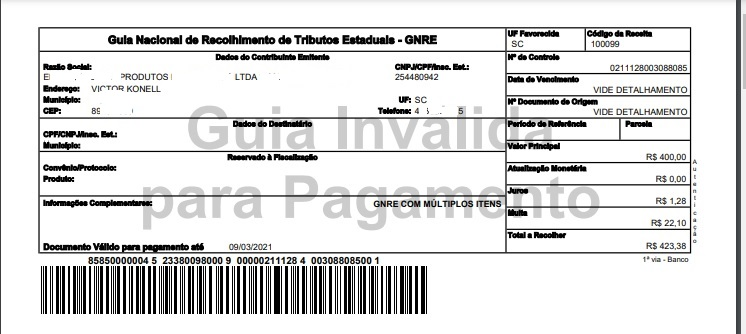 Guia Nacional de Recolhimento de Tributos Estaduais - GNRE
UF Favorecida
SC
Código da Receita
100099
Dados do Contribuinte Emitente
Razão Social:
PRODUTOS LTDA
CNPJ/CPF/Insc. Est.:
254480942
Endereço: VICTOR KONELL
Município:
UF: SC
CEP: 89
Telefone: 4 5
Nº de Controle
0211128003088085
Data de Vencimento
VIDE DETALHAMENTO
Nº Documento de Origem
VIDE DETALHAMENTO
Dados do Destinatário
CPF/CNPJ/Insc. Est.:
Município:
Período de Referência
Parcela
Reservado à Fiscalização
Convênio/Protocolo:
Produto:
Valor Principal
R$ 400,00
Atualização Monetária
R$ 0,00
Juros
R$ 1,28
Multa
R$ 22,10
Total a Recolher
R$ 423,38
Informações Complementares:
GNRE COM MÚLTIPLOS ITENS
Documento Válido para pagamento até 09/03/2021
Guia Inválida
para Pagamento
Autenticação
85850000004 5 23380098000 9 00000211128 4 00308808500 1
1ª via - Banco